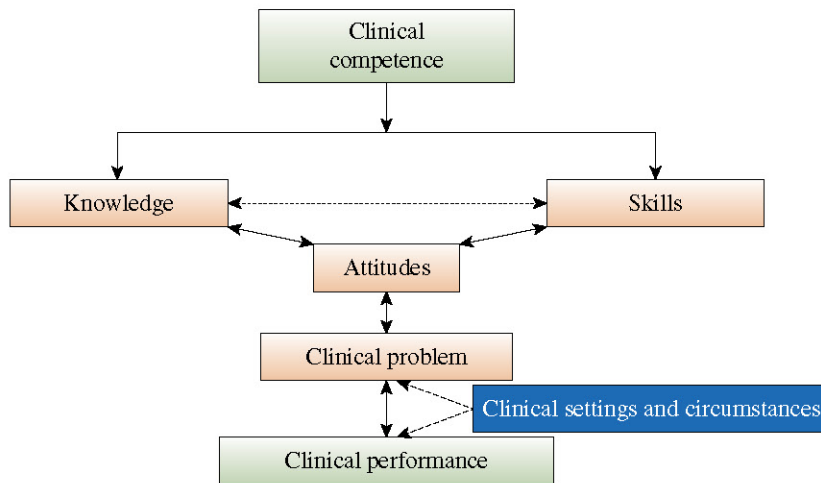 Clinical
competence
Knowledge
Skills
Attitudes
Clinical problem
Clinical settings and circumstances
Clinical performance